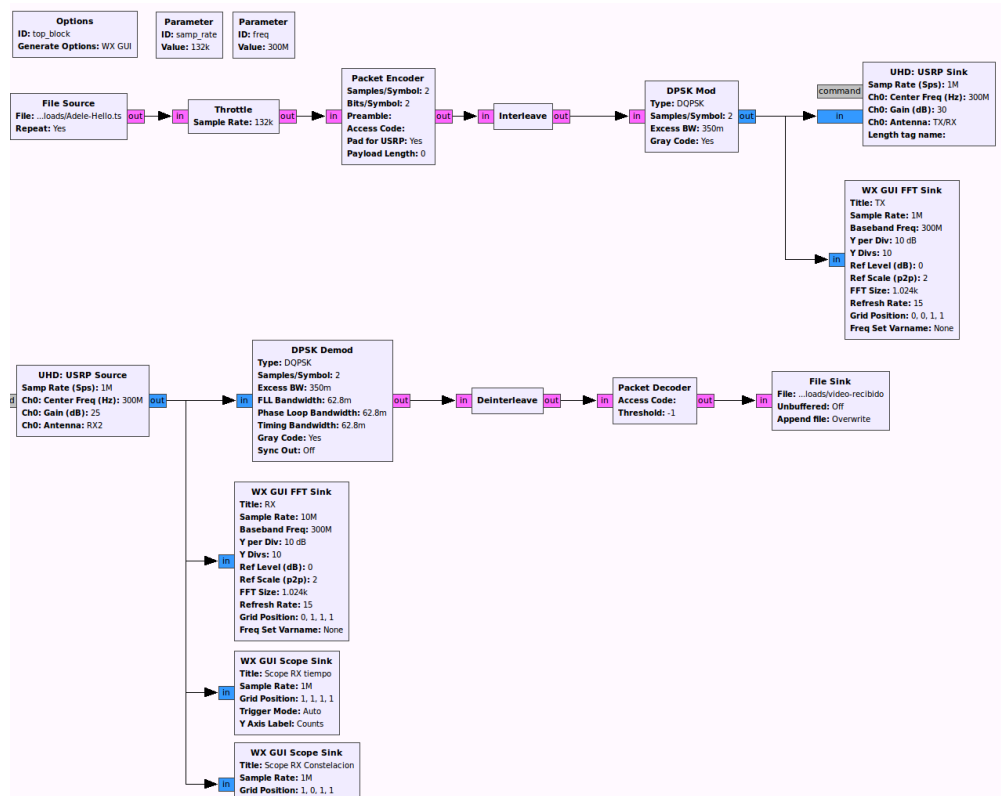 Options
ID: top_block
Generate Options: WX GUI
Parameter
ID: samp_rate
Value: 132k
Parameter
ID: freq
Value: 300M
File Source
File: ...loads/Adele-Hello.ts
Repeat: Yes
out
in
Throttle
Sample Rate: 132k
out
in
Packet Encoder
Samples/Symbol: 2
Bits/Symbol: 2
Preamble:
Access Code:
Pad for USRP: Yes
Payload Length: 0
out
in
Interleave
out
in
DPSK Mod
Type: DQPSK
Samples/Symbol: 2
Excess BW: 350m
Gray Code: Yes
out
command
in
UHD: USRP Sink
Samp Rate (Sps): 1M
Ch0: Center Freq (Hz): 300M
Ch0: Gain (dB): 30
Ch0: Antenna: TX/RX
Length tag name:
in
WX GUI FFT Sink
Title: TX
Sample Rate: 1M
Baseband Freq: 300M
Y per Div: 10 dB
Y Divs: 10
Ref Level (dB): 0
Ref Scale (p2p): 2
FFT Size: 1.024k
Refresh Rate: 15
Grid Position: 0, 0, 1, 1
Freq Set Varname: None
UHD: USRP Source
Samp Rate (Sps): 1M
Ch0: Center Freq (Hz): 300M
Ch0: Gain (dB): 25
Ch0: Antenna: RX2
out
in
DPSK Demod
Type: DQPSK
Samples/Symbol: 2
Excess BW: 350m
FLL Bandwidth: 62.8m
Phase Loop Bandwidth: 62.8m
Timing Bandwidth: 62.8m
Gray Code: Yes
Sync Out: Off
out
in
Deinterleave
out
in
Packet Decoder
Access Code:
Threshold: -1
out
in
File Sink
File: ...loads/video-recibido
Unbuffered: Off
Append file: Overwrite
in
WX GUI FFT Sink
Title: RX
Sample Rate: 10M
Baseband Freq: 300M
Y per Div: 10 dB
Y Divs: 10
Ref Level (dB): 0
Ref Scale (p2p): 2
FFT Size: 1.024k
Refresh Rate: 15
Grid Position: 0, 1, 1, 1
Freq Set Varname: None
in
WX GUI Scope Sink
Title: Scope RX tiempo
Sample Rate: 1M
Grid Position: 1, 1, 1, 1
Trigger Mode: Auto
Y Axis Label: Counts
in
WX GUI Scope Sink
Title: Scope RX Constelacion
Sample Rate: 1M
Grid Position: 1, 0, 1, 1